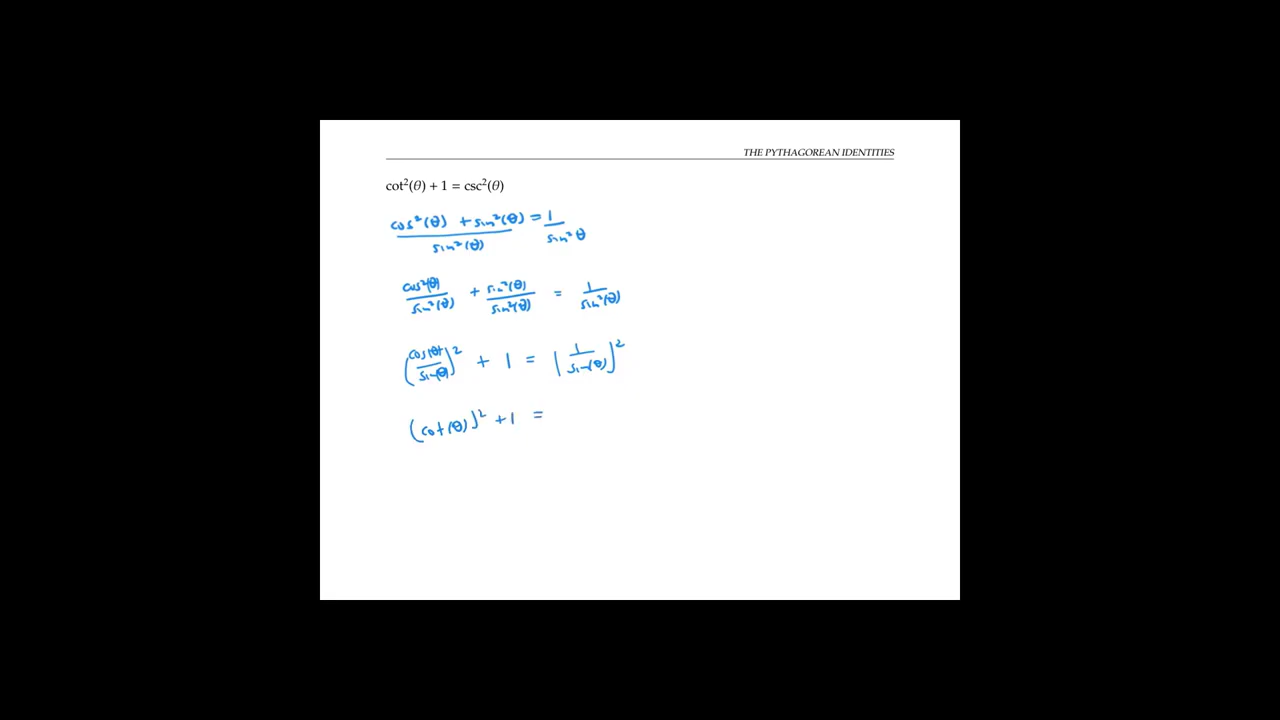 THE PYTHAGOREAN IDENTITIES
cot²(θ) + 1 = csc²(θ)
cos²(θ) + sin²(θ) / sin²(θ) = 1 / sin² θ
cos²(θ) / sin²(θ) + sin²(θ) / sin²(θ) = 1 / sin²(θ)
(cos(θ) / sin(θ))² + 1 = (1 / sin(θ))²
(cot(θ))² + 1 =